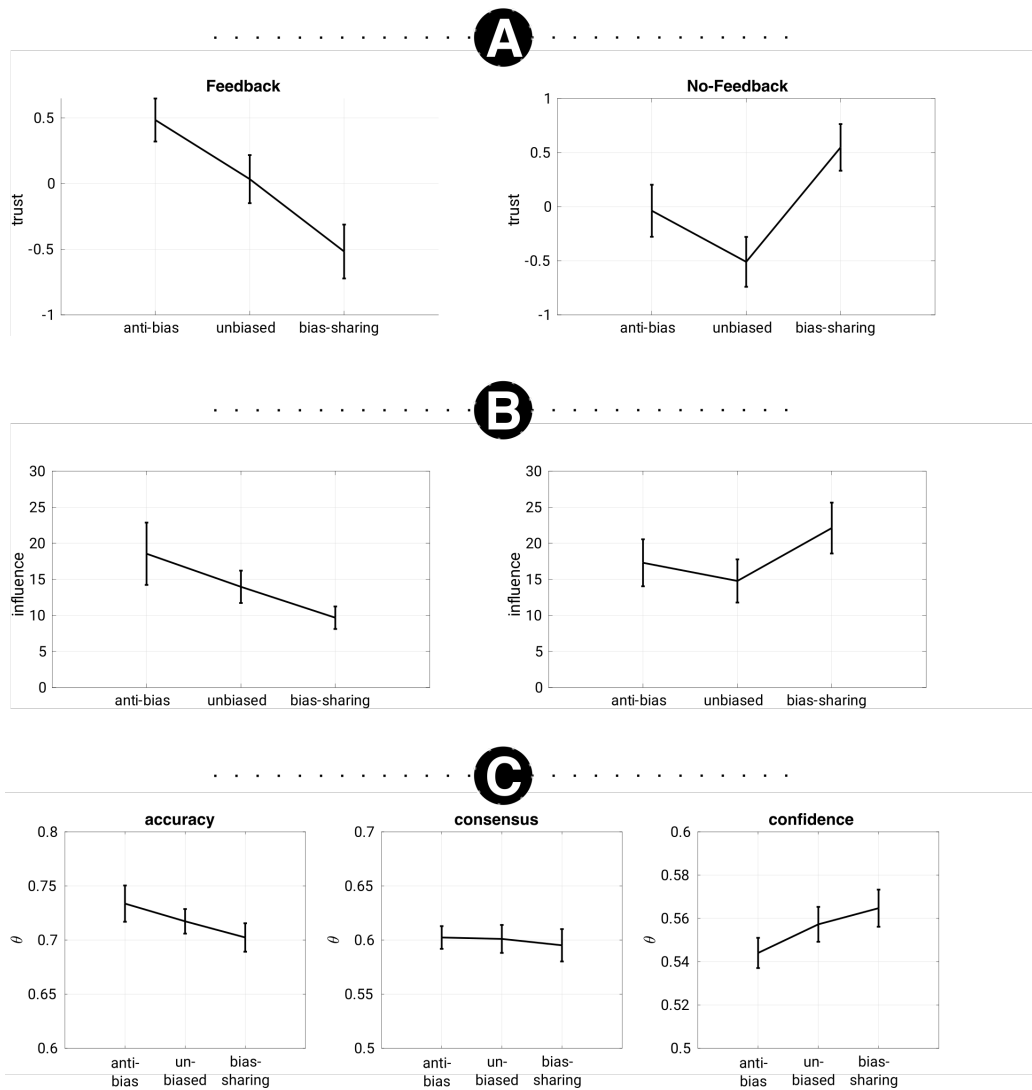 A
Feedback
0.5
0
-0.5
-1
trust
anti-bias unbiased bias-sharing
No-Feedback
1
0.5
0
-0.5
-1
trust
anti-bias unbiased bias-sharing
B
30
25
20
15
10
5
0
influence
anti-bias unbiased bias-sharing
30
25
20
15
10
5
0
influence
anti-bias unbiased bias-sharing
C
accuracy
0.8
0.75
0.7
0.65
0.6
θ
anti- un- bias-
bias biased sharing
consensus
0.7
0.65
0.6
0.55
0.5
θ
anti- un- bias-
bias biased sharing
confidence
0.6
0.58
0.56
0.54
0.52
0.5
θ
anti- un- bias-
bias biased sharing